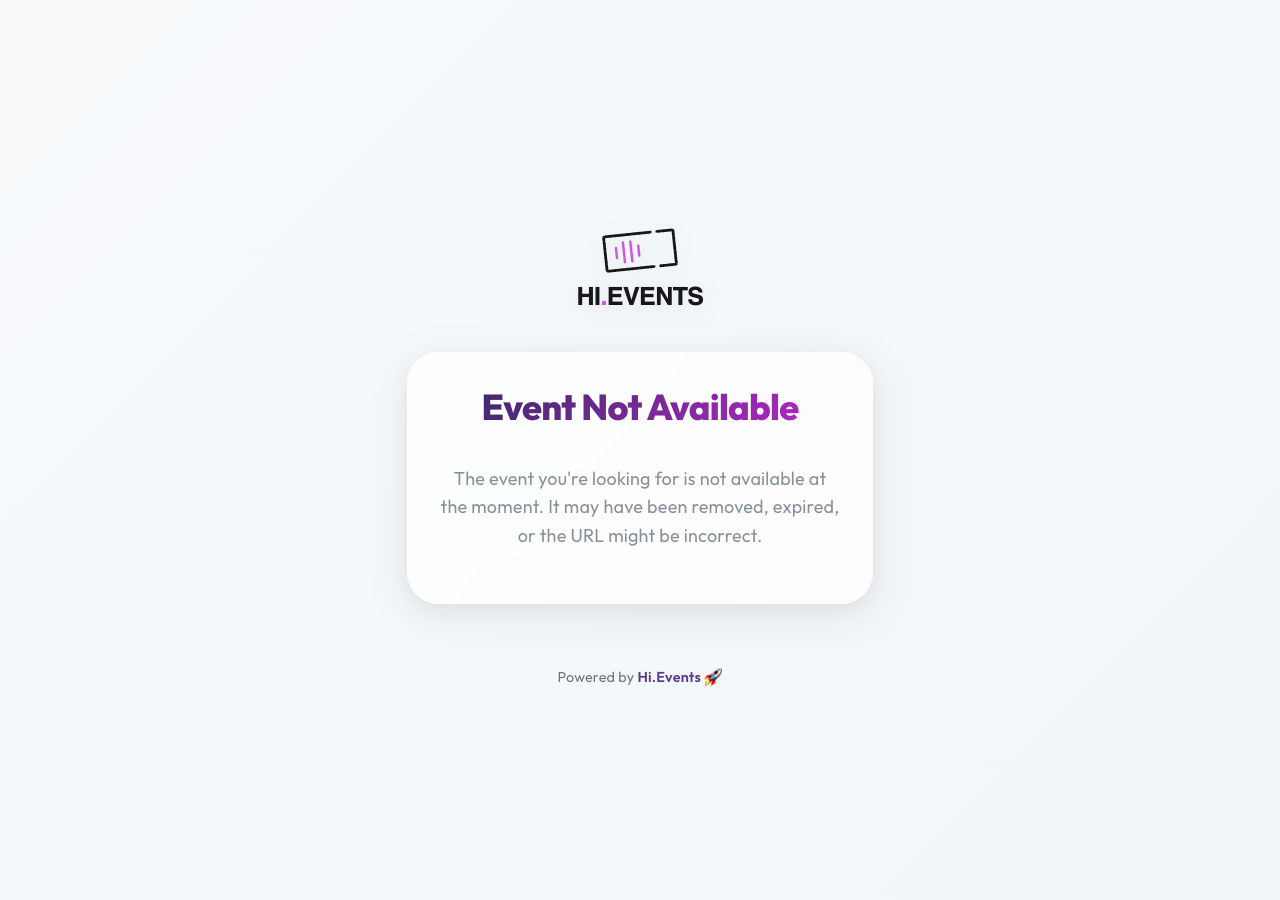 HI.EVENTS
Event Not Available
The event you're looking for is not available at
the moment. It may have been removed, expired,
or the URL might be incorrect.
Powered by Hi.Events 🚀